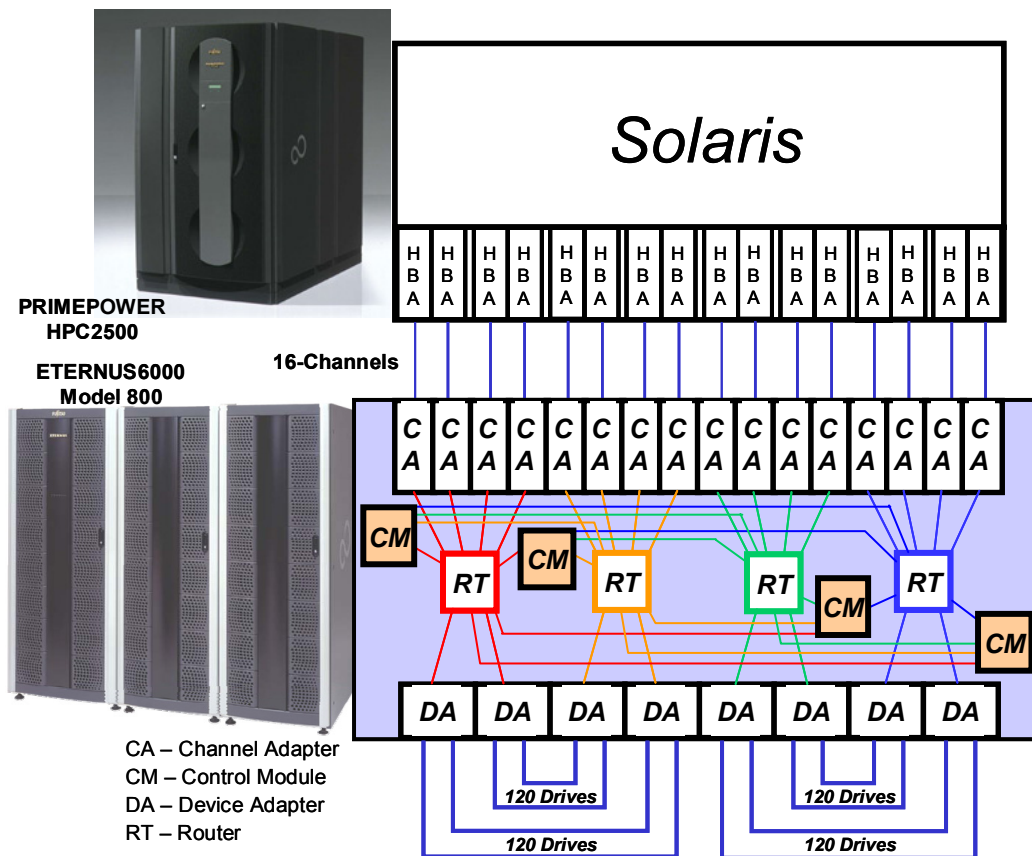 Solaris
HBA HBA HBA HBA HBA HBA HBA HBA HBA HBA HBA HBA HBA HBA HBA HBA
PRIMEPOWER
HPC2500
16-Channels
ETERNUS6000
Model 800
CA CA CA CA CA CA CA CA CA CA CA CA CA CA CA CA
CM
CM
RT RT RT RT
CM
CM
DA DA DA DA DA DA DA DA
CA – Channel Adapter
CM – Control Module
DA – Device Adapter
RT – Router
120 Drives
120 Drives
120 Drives
120 Drives